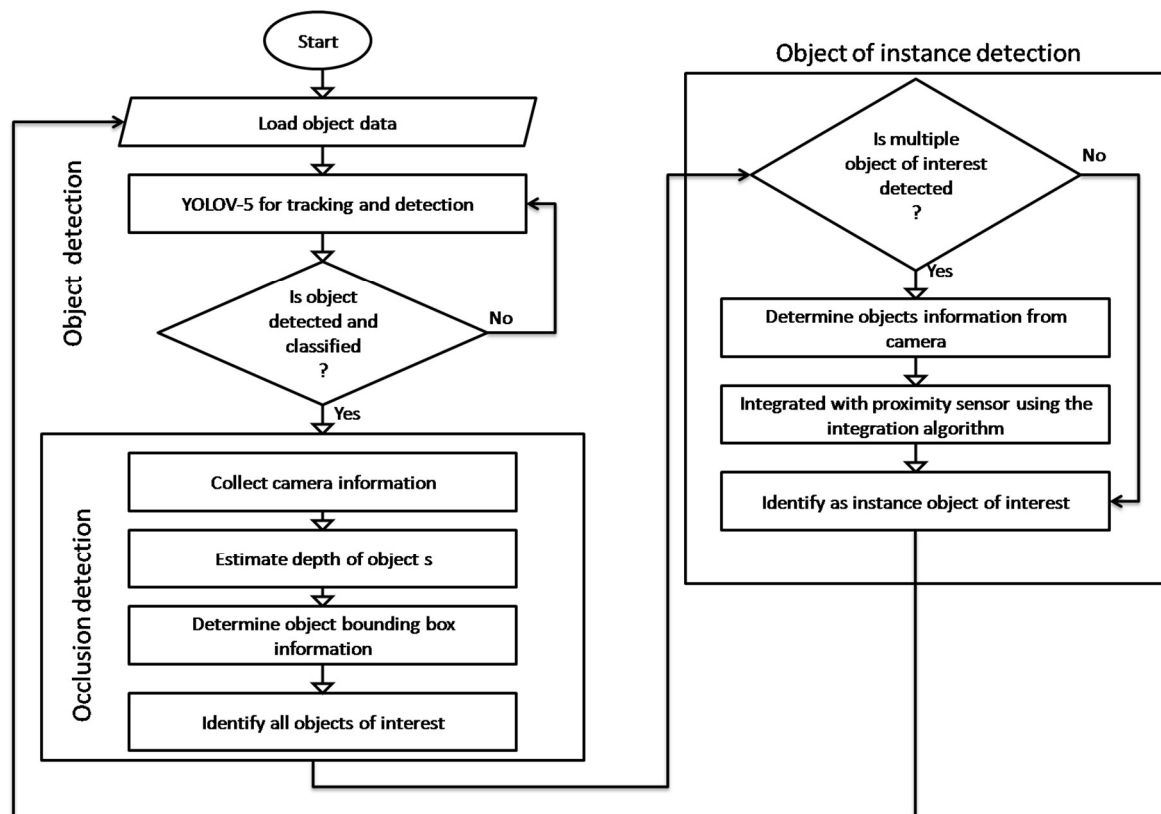 Start
Load object data
Object  detection
YOLOV-5 for tracking and detection
Is object
detected and
classified
?
No
Yes
Occlusion detection
Collect camera information
Estimate depth of object s
Determine object bounding box
information
Identify all objects of interest
Object of instance detection
Is multiple
object of interest
detected
?
No
Yes
Determine objects information from
camera
Integrated with proximity sensor using the
integration algorithm
Identify as instance object of interest